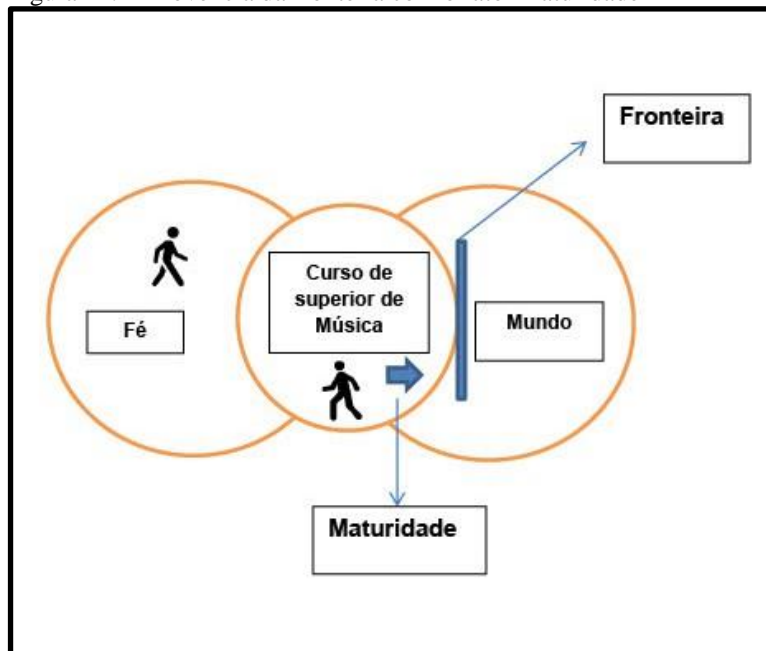 Fronteira
Curso de
superior de
Música
Fé
Mundo
Maturidade